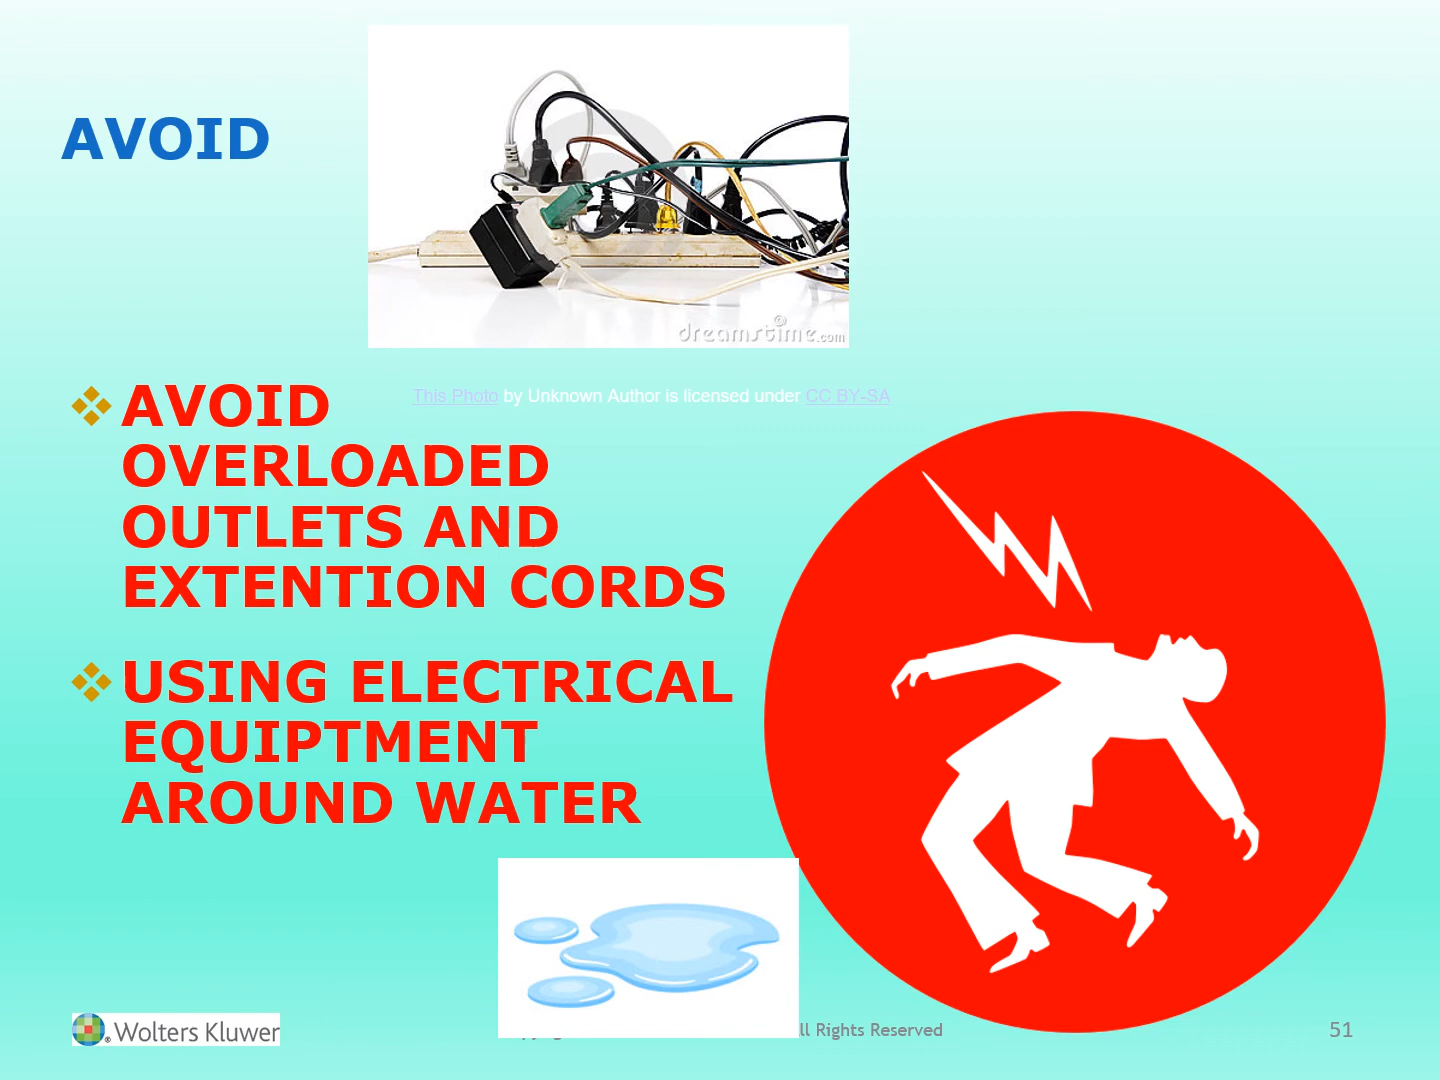 AVOID
dreamstime.com
This Photo by Unknown Author is licensed under CC BY-SA
AVOID
OVERLOADED
OUTLETS AND
EXTENTION CORDS
USING ELECTRICAL
EQUIPTMENT
AROUND WATER
® Wolters Kluwer
Rights Reserved
51